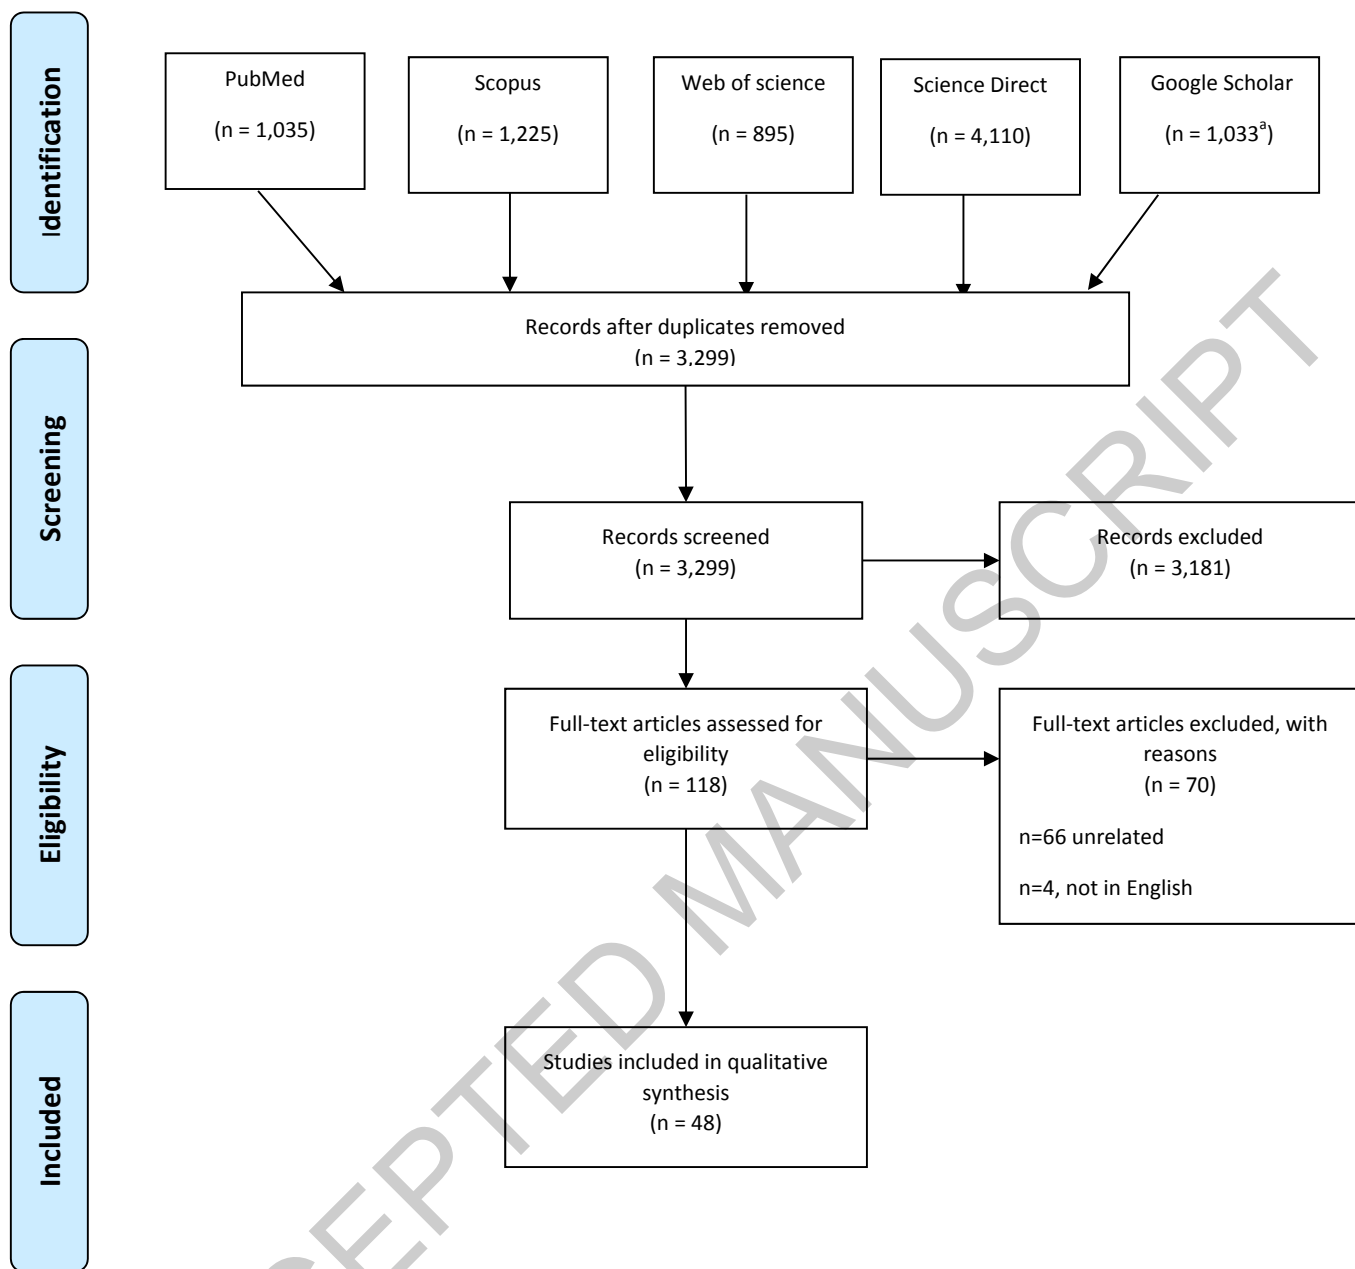 Identification
PubMed
(n = 1,035)
Scopus
(n = 1,225)
Web of science
(n = 895)
Science Direct
(n = 4,110)
Google Scholar
(n = 1,033ᵃ)
Records after duplicates removed
(n = 3,299)
Screening
Records screened
(n = 3,299)
Records excluded
(n = 3,181)
Eligibility
Full-text articles assessed for
eligibility
(n = 118)
Full-text articles excluded, with
reasons
(n = 70)
n=66 unrelated
n=4, not in English
Included
Studies included in qualitative
synthesis
(n = 48)
CEPTED MANUSCRIPT